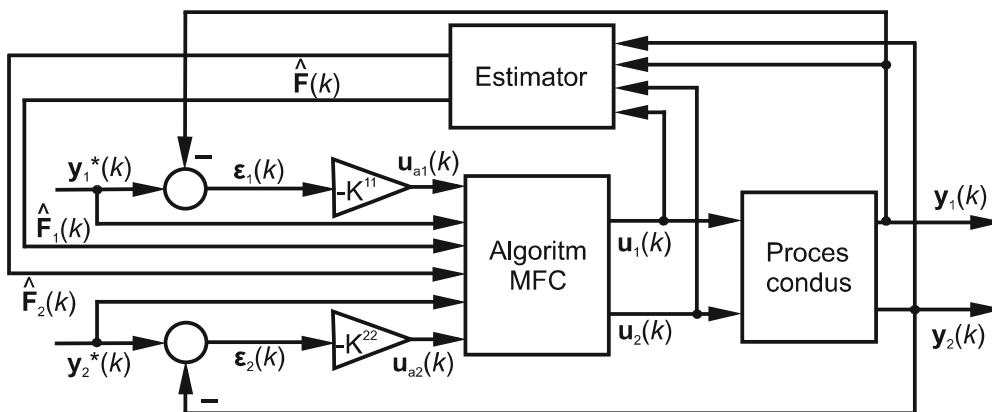 Estimator
F̂(k)
y₁*(k)
−
ε₁(k)
-K¹¹
uₐ₁(k)
F̂₁(k)
Algoritm
MFC
u₁(k)
Proces
condus
y₁(k)
F̂₂(k)
u₂(k)
y₂(k)
y₂*(k)
ε₂(k)
-K²²
uₐ₂(k)
−